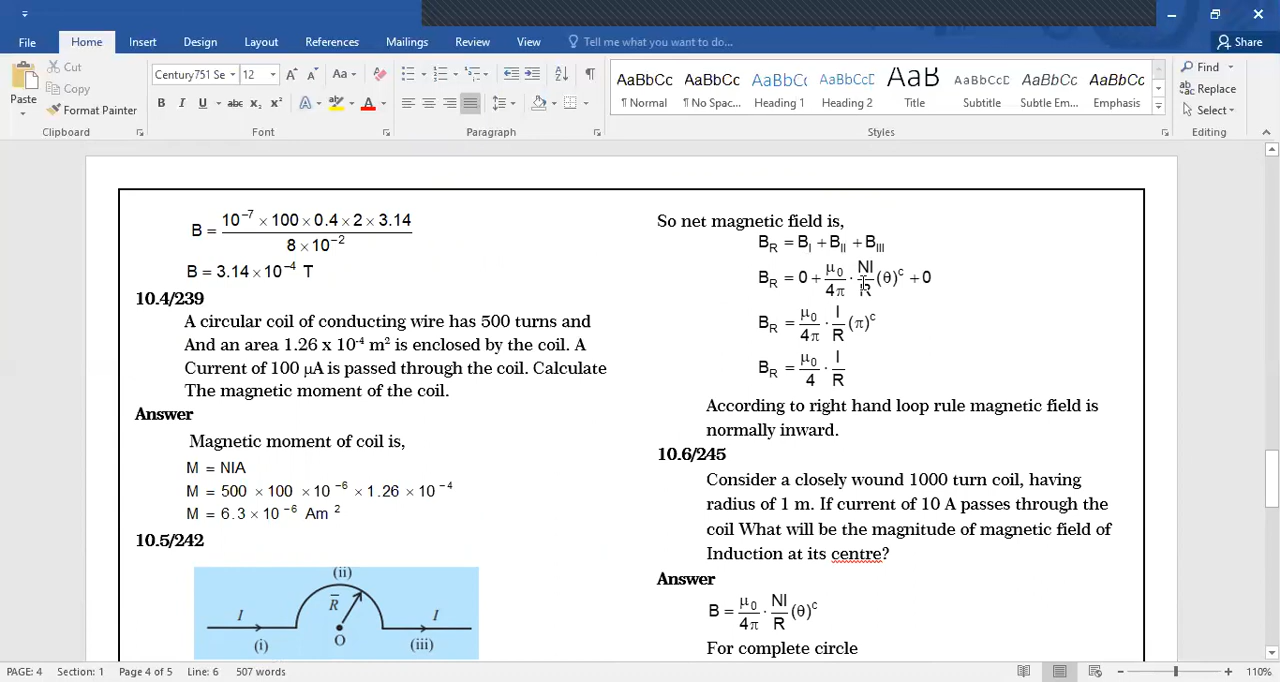 File Home Insert Design Layout References Mailings Review View Tell me what you want to do... Share
Paste Cut Copy Format Painter
Century751 Se 12 Aa
B I U abc x₂ x² A A
AaBbCc AaBbCc AaBbCc AaBbCc AaB AaBbCc AaBbCc AaBbCc
¶ Normal ¶ No Spac... Heading 1 Heading 2 Title Subtitle Subtle Em... Emphasis
Find Replace Select
Clipboard Font Paragraph Styles Editing
B = (10⁻⁷ × 100 × 0.4 × 2 × 3.14) / (8 × 10⁻²)
B = 3.14 × 10⁻⁴ T
10.4/239
A circular coil of conducting wire has 500 turns and
And an area 1.26 x 10⁻⁴ m² is enclosed by the coil. A
Current of 100 μA is passed through the coil. Calculate
The magnetic moment of the coil.
Answer
Magnetic moment of coil is,
M = NIA
M = 500 × 100 × 10⁻⁶ × 1.26 × 10⁻⁴
M = 6.3 × 10⁻⁶ Am²
10.5/242
(ii)
I R I
O
(i) (iii)
So net magnetic field is,
B_R = B_I + B_II + B_III
B_R = 0 + μ₀/4π · NI/R (θ)ᶜ + 0
B_R = μ₀/4π · I/R (π)ᶜ
B_R = μ₀/4 · I/R
According to right hand loop rule magnetic field is
normally inward.
10.6/245
Consider a closely wound 1000 turn coil, having
radius of 1 m. If current of 10 A passes through the
coil What will be the magnitude of magnetic field of
Induction at its centre?
Answer
B = μ₀/4π · NI/R (θ)ᶜ
For complete circle
PAGE: 4 Section: 1 Page 4 of 5 Line: 6 507 words 110%